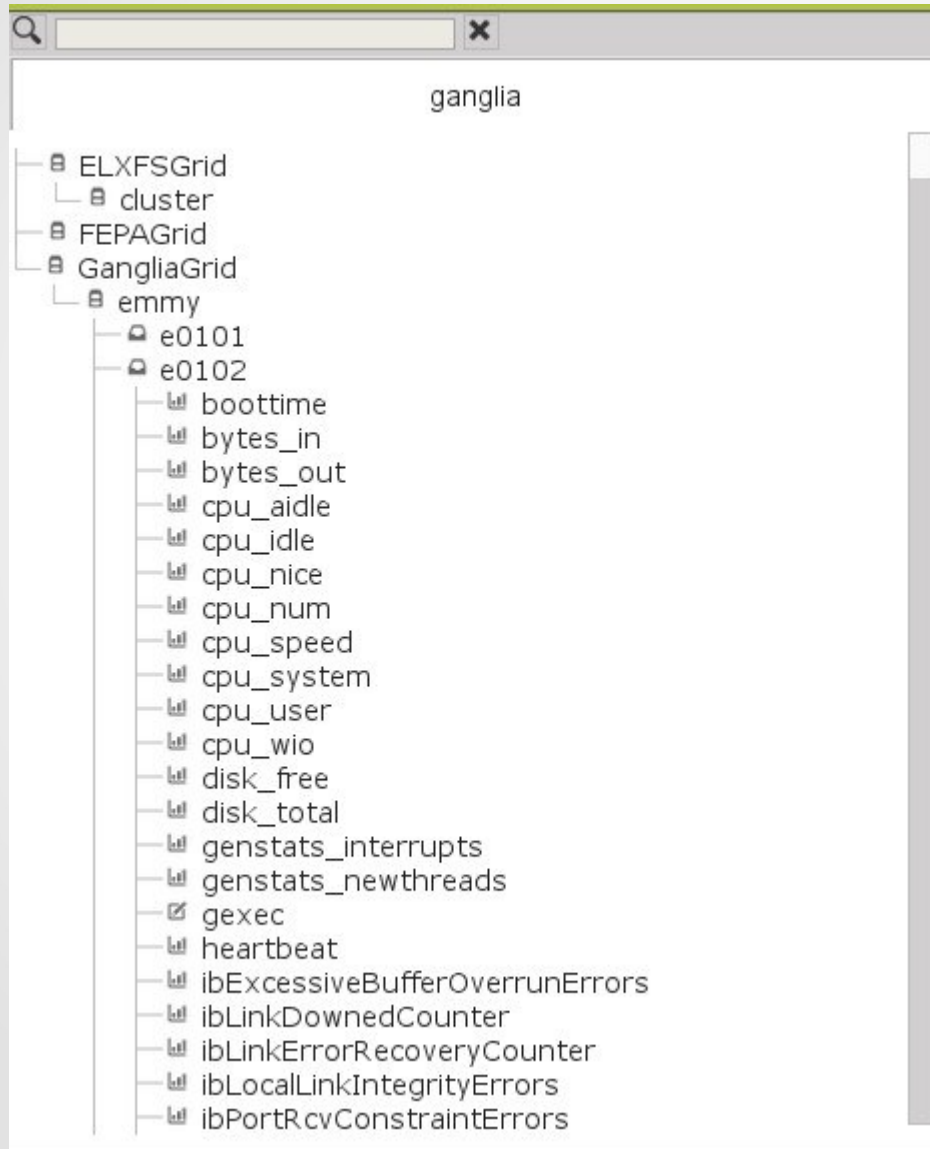 ganglia
ELXFSGrid
cluster
FEPAGrid
GangliaGrid
emmy
e0101
e0102
boottime
bytes_in
bytes_out
cpu_aidle
cpu_idle
cpu_nice
cpu_num
cpu_speed
cpu_system
cpu_user
cpu_wio
disk_free
disk_total
genstats_interrupts
genstats_newthreads
gexec
heartbeat
ibExcessiveBufferOverrunErrors
ibLinkDownedCounter
ibLinkErrorRecoveryCounter
ibLocalLinkIntegrityErrors
ibPortRcvConstraintErrors